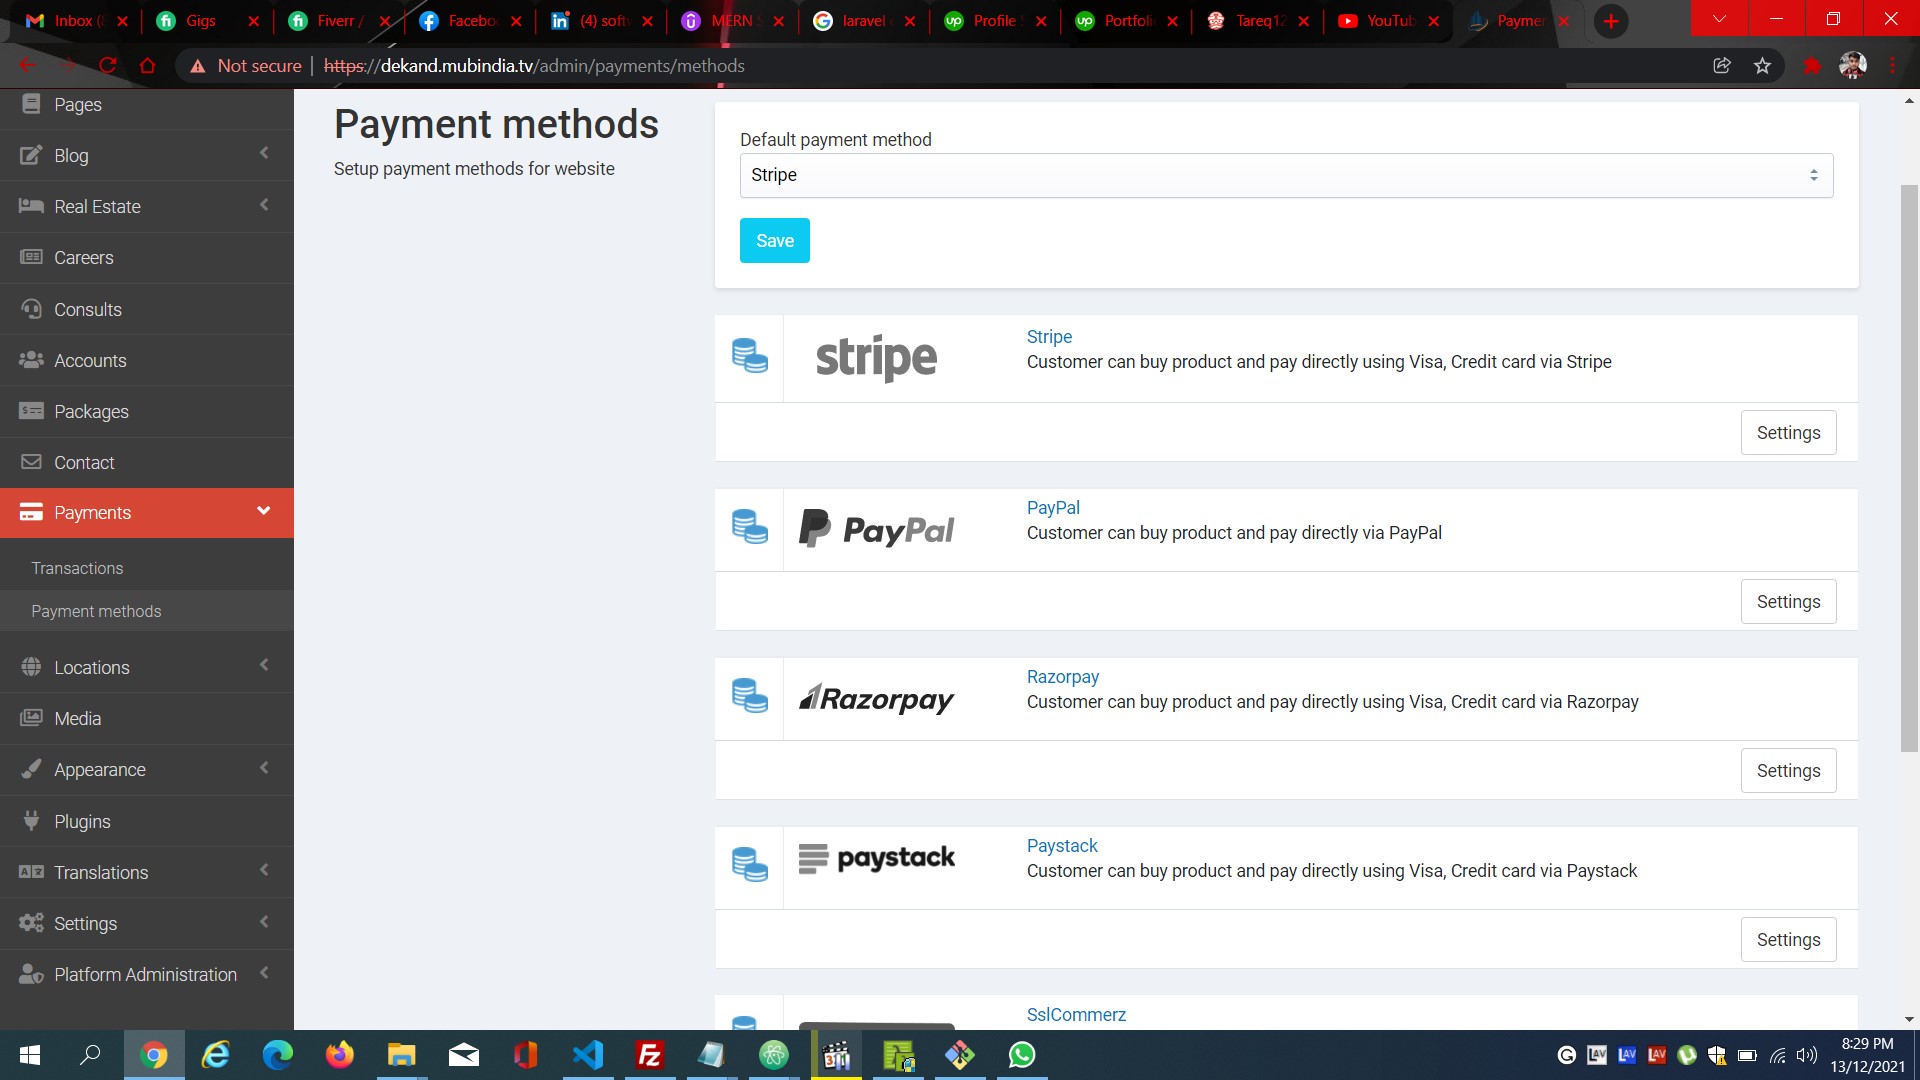 Inbox (
Gigs
Fiverr /
Facebo
(4) soft
MERN S
laravel
Profile
Portfoli
Tareq12
YouTub
Paymen
Not secure | https://dekand.mubindia.tv/admin/payments/methods
Pages
Blog
Real Estate
Careers
Consults
Accounts
Packages
Contact
Payments
Transactions
Payment methods
Locations
Media
Appearance
Plugins
Translations
Settings
Platform Administration
Payment methods
Setup payment methods for website
Default payment method
Stripe
Save
stripe
Stripe
Customer can buy product and pay directly using Visa, Credit card via Stripe
Settings
PayPal
PayPal
Customer can buy product and pay directly via PayPal
Settings
Razorpay
Razorpay
Customer can buy product and pay directly using Visa, Credit card via Razorpay
Settings
paystack
Paystack
Customer can buy product and pay directly using Visa, Credit card via Paystack
Settings
SslCommerz
8:29 PM
13/12/2021